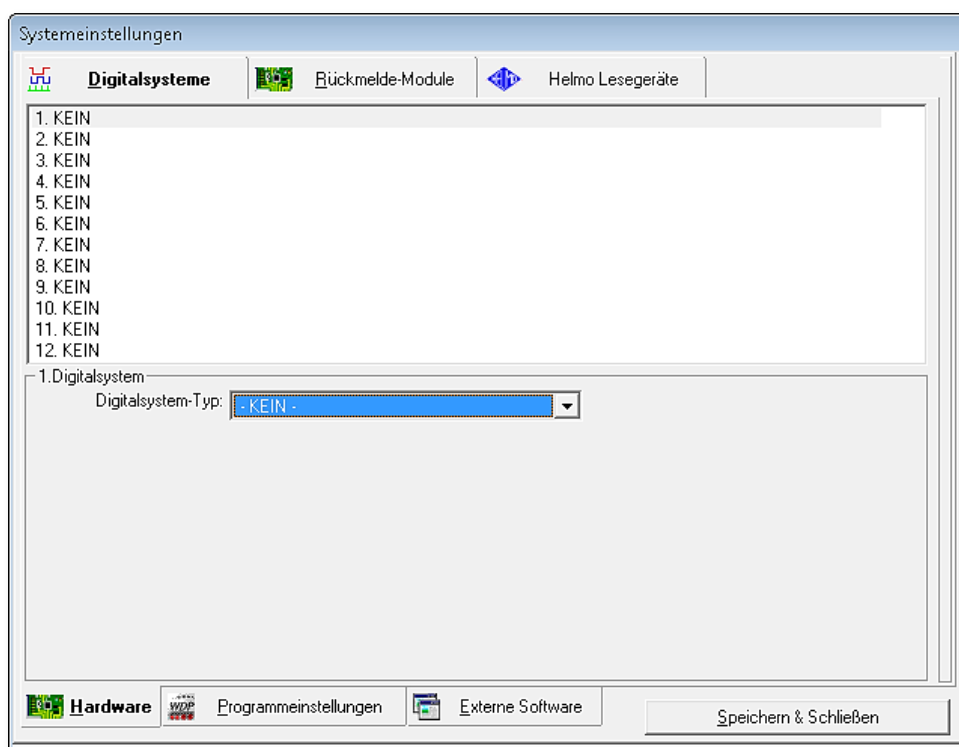 Systemeinstellungen
Digitalsysteme Rückmelde-Module Helmo Lesegeräte
1. KEIN
2. KEIN
3. KEIN
4. KEIN
5. KEIN
6. KEIN
7. KEIN
8. KEIN
9. KEIN
10. KEIN
11. KEIN
12. KEIN
1.Digitalsystem
Digitalsystem-Typ: - KEIN -
Hardware WDP Programmeinstellungen Externe Software Speichern & Schließen